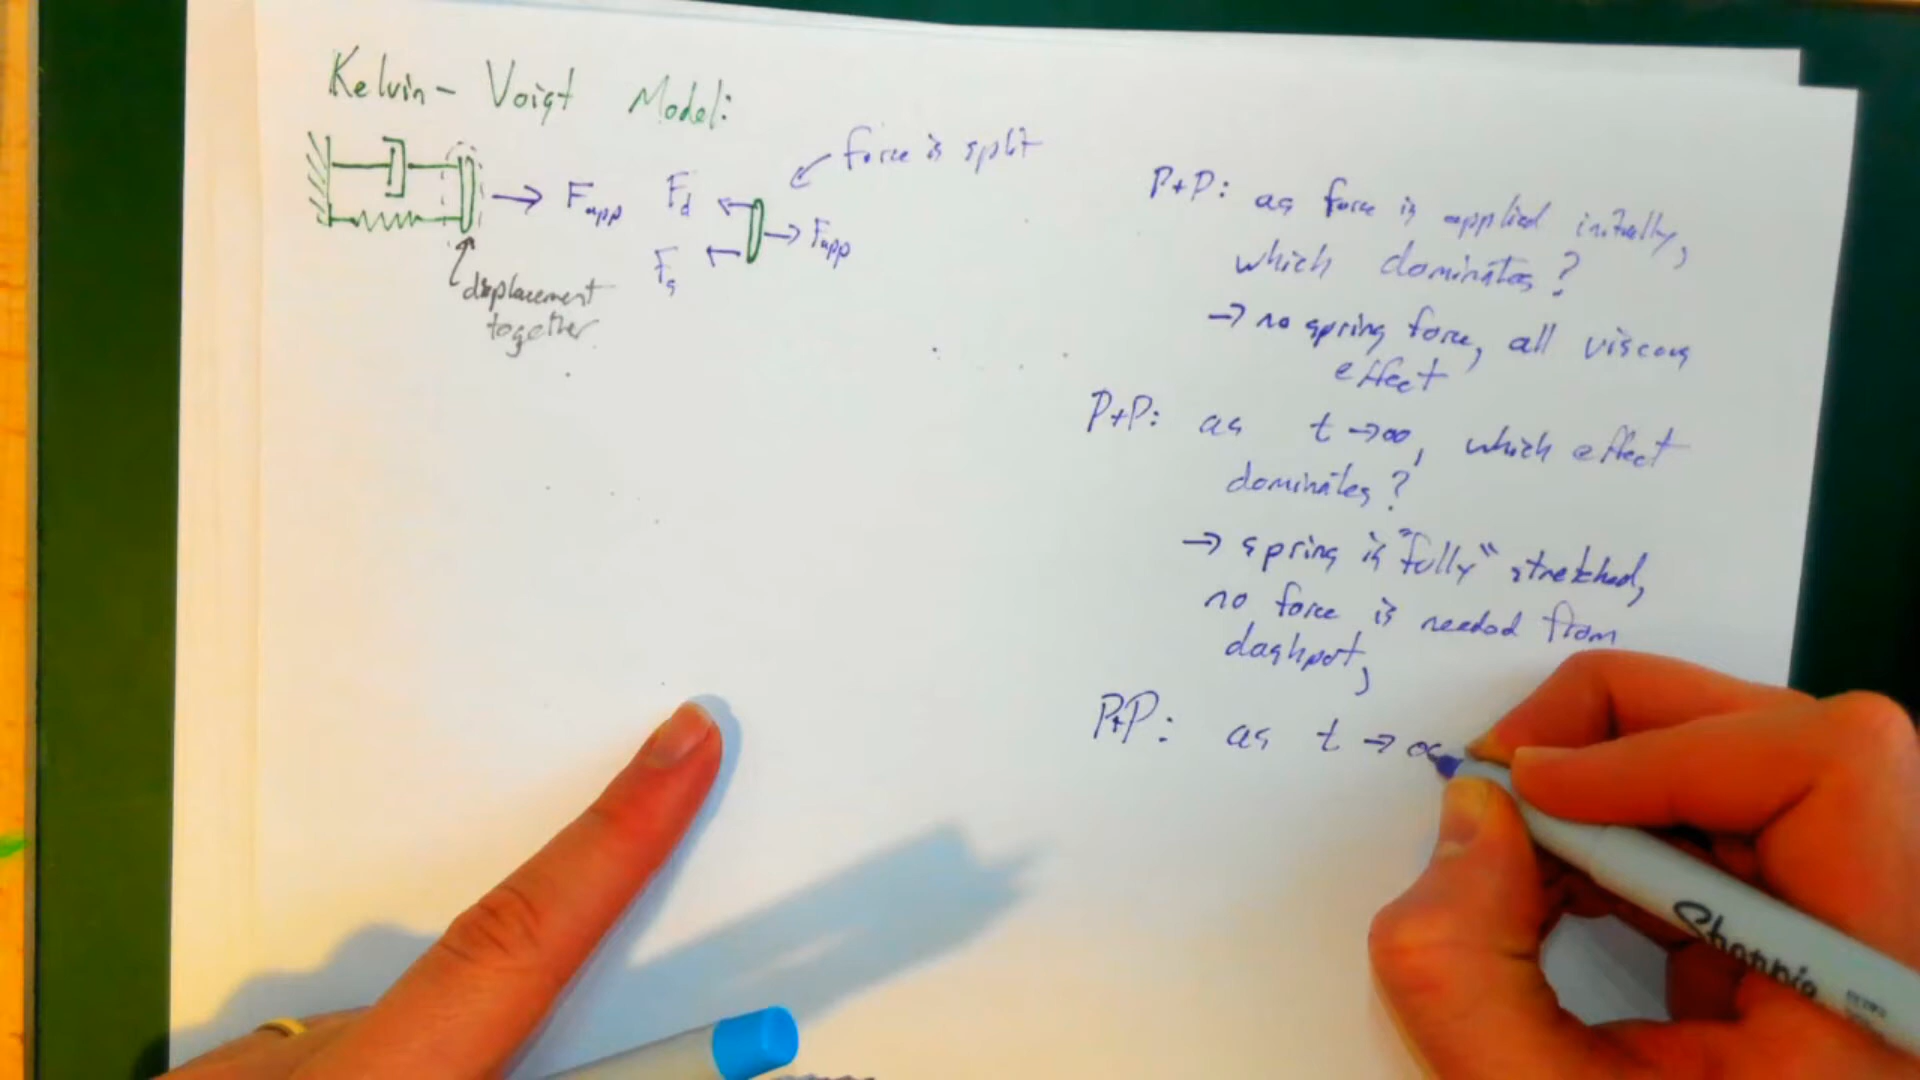 Kelvin - Voigt Model:
force is split
Fapp
Fd
Fapp
Fs
displacement
together
P+P: as force is applied initially,
which dominates?
→ no spring force, all viscous
effect
P+P: as t → ∞, which effect
dominates?
→ spring is "fully" stretched,
no force is needed from
dashpot,
P+P: as t → ∞
Sharpie